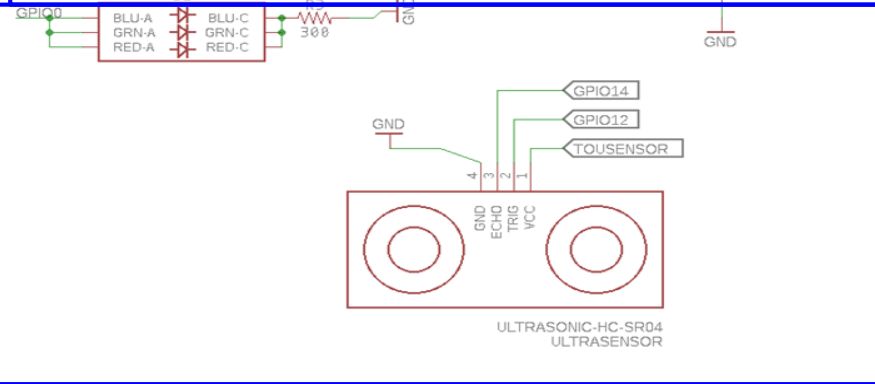 GPIO0
BLU-A BLU-C
GRN-A GRN-C
RED-A RED-C
300
GND
GND
GPIO14
GPIO12
TOUSENSOR
GND
4 3 2 1
GND ECHO TRIG VCC
ULTRASONIC-HC-SR04
ULTRASENSOR